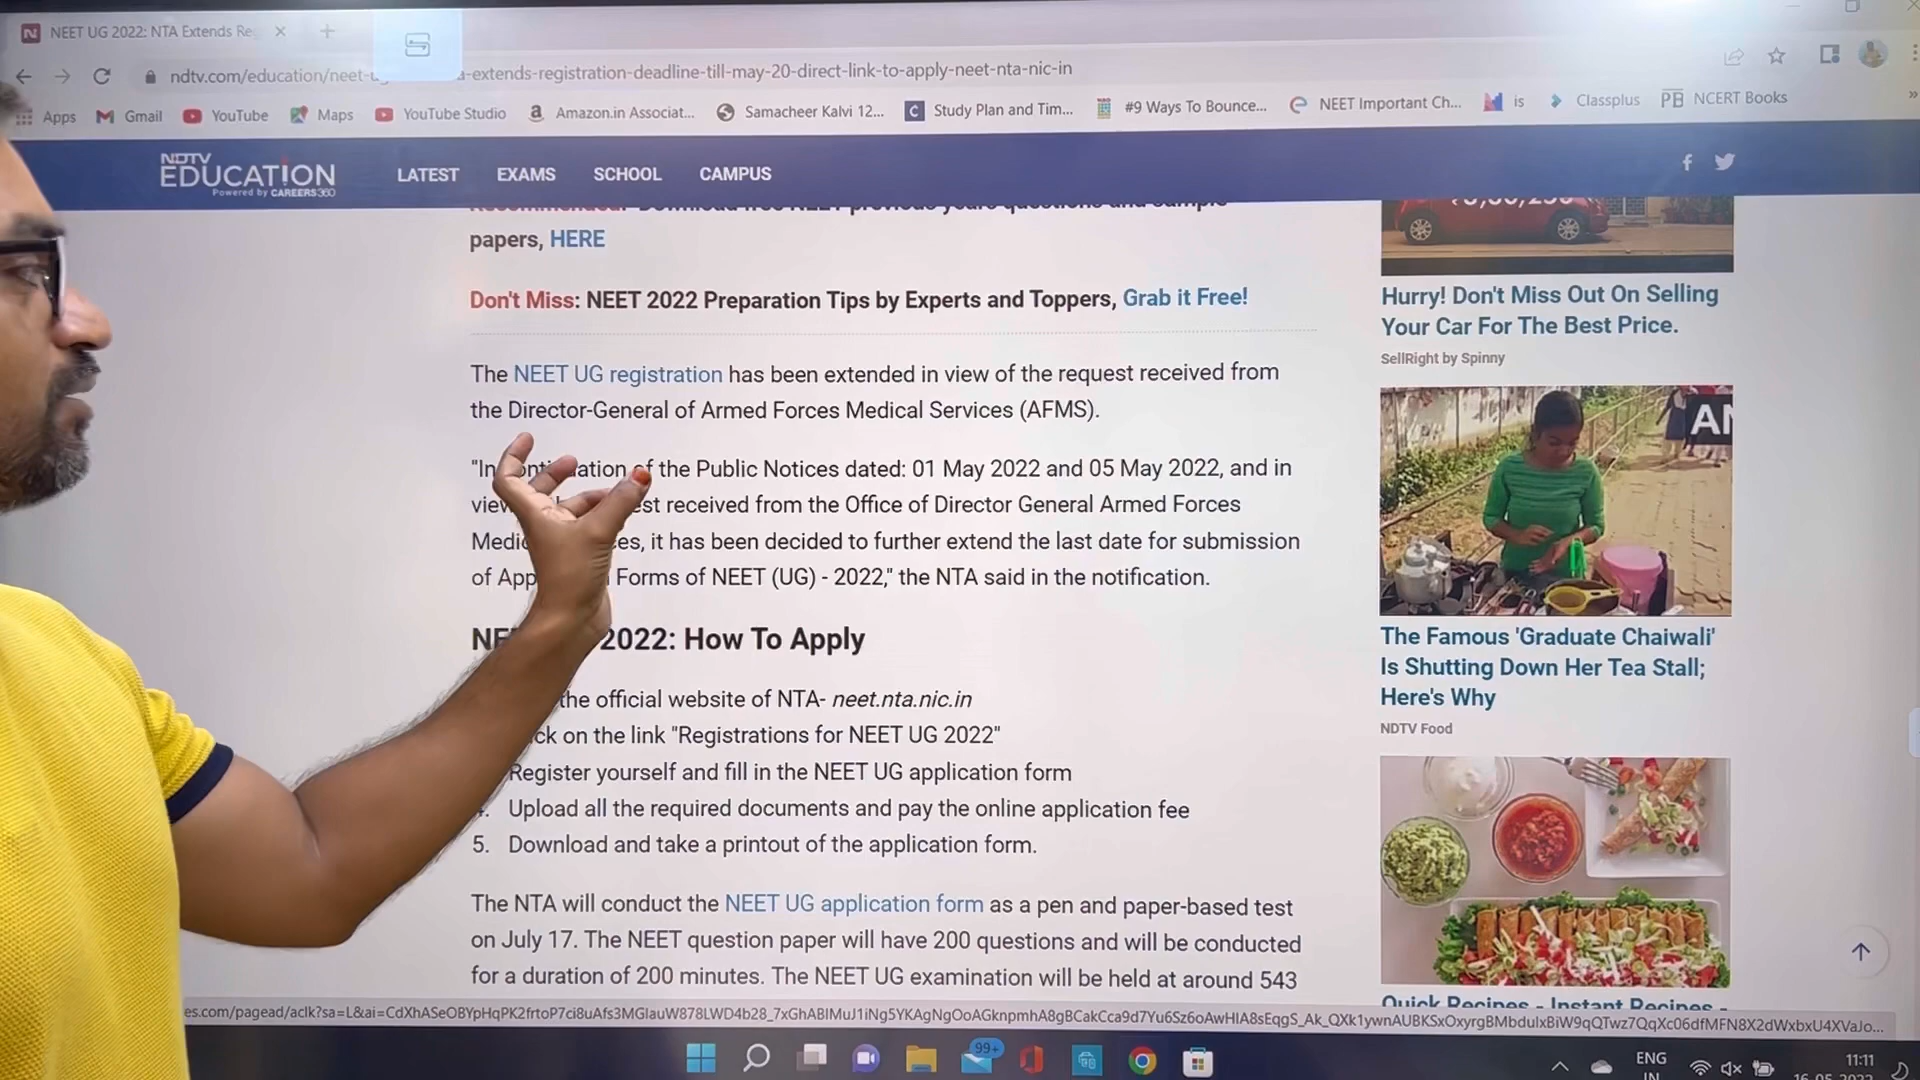 NEET UG 2022: NTA Extends Re
ndtv.com/education/neet-
-extends-registration-deadline-till-may-20-direct-link-to-apply-neet-nta-nic-in
Apps Gmail YouTube Maps YouTube Studio Amazon.in Associat... Samacheer Kalvi 12... Study Plan and Tim... #9 Ways To Bounce... NEET Important Ch... is Classplus PB NCERT Books »
NDTV
EDUCATION
Powered by CAREERS360
LATEST EXAMS SCHOOL CAMPUS
papers, HERE
Don't Miss: NEET 2022 Preparation Tips by Experts and Toppers, Grab it Free!
The NEET UG registration has been extended in view of the request received from
the Director-General of Armed Forces Medical Services (AFMS).
"In of the Public Notices dated: 01 May 2022 and 05 May 2022, and in
received from the Office of Director General Armed Forces
it has been decided to further extend the last date for submission
of Forms of NEET (UG) - 2022," the NTA said in the notification.
2022: How To Apply
the official website of NTA- neet.nta.nic.in
on the link "Registrations for NEET UG 2022"
Register yourself and fill in the NEET UG application form
Upload all the required documents and pay the online application fee
5. Download and take a printout of the application form.
The NTA will conduct the NEET UG application form as a pen and paper-based test
on July 17. The NEET question paper will have 200 questions and will be conducted
for a duration of 200 minutes. The NEET UG examination will be held at around 543
Hurry! Don't Miss Out On Selling
Your Car For The Best Price.
SellRight by Spinny
The Famous 'Graduate Chaiwali'
Is Shutting Down Her Tea Stall;
Here's Why
NDTV Food
Quick Recipes - Instant Recipes -
99+
ENG
IN
11:11
16-05-2022